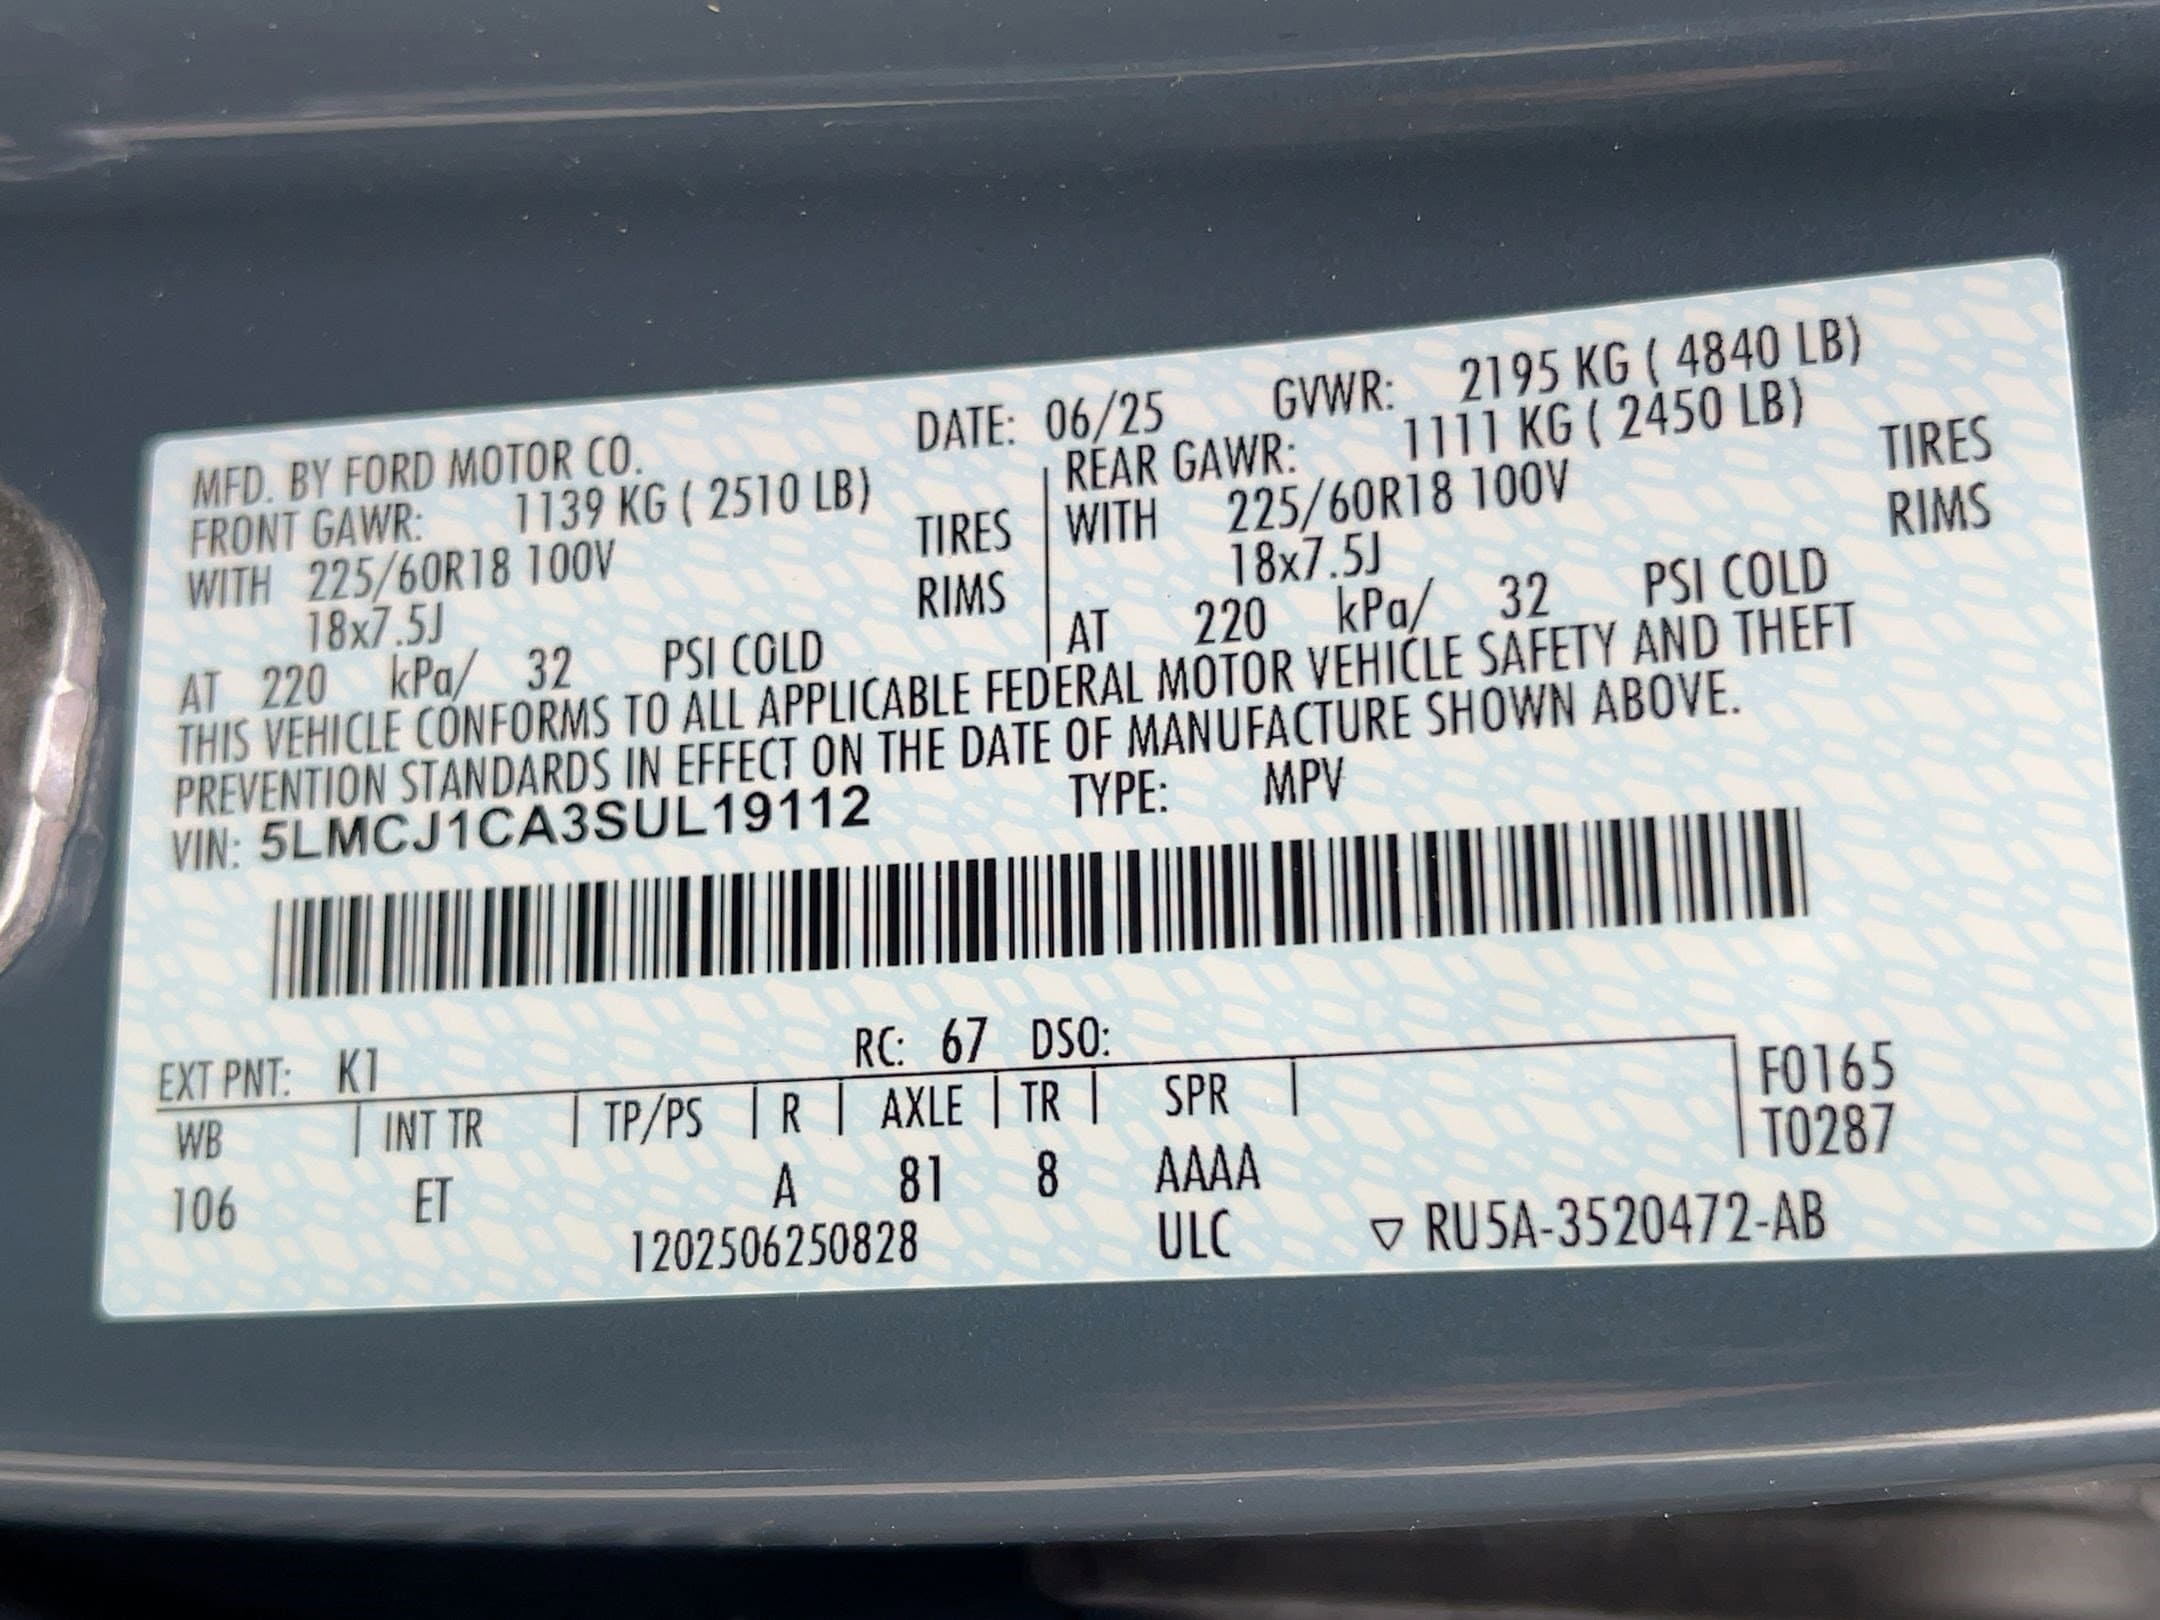 MFD. BY FORD MOTOR CO. DATE: 06/25 GVWR: 2195 KG ( 4840 LB)
FRONT GAWR: 1139 KG ( 2510 LB) REAR GAWR: 1111 KG ( 2450 LB)
WITH 225/60R18 100V TIRES WITH 225/60R18 100V TIRES
18x7.5J RIMS 18x7.5J RIMS
AT 220 kPa/ 32 PSI COLD AT 220 kPa/ 32 PSI COLD
THIS VEHICLE CONFORMS TO ALL APPLICABLE FEDERAL MOTOR VEHICLE SAFETY AND THEFT
PREVENTION STANDARDS IN EFFECT ON THE DATE OF MANUFACTURE SHOWN ABOVE.
VIN: 5LMCJ1CA3SUL19112 TYPE: MPV
EXT PNT: K1 RC: 67 DSO:
WB | INT TR | TP/PS | R | AXLE | TR | SPR | F0165
T0287
106 ET A 81 8 AAAA
1202506250828 ULC ▽ RU5A-3520472-AB